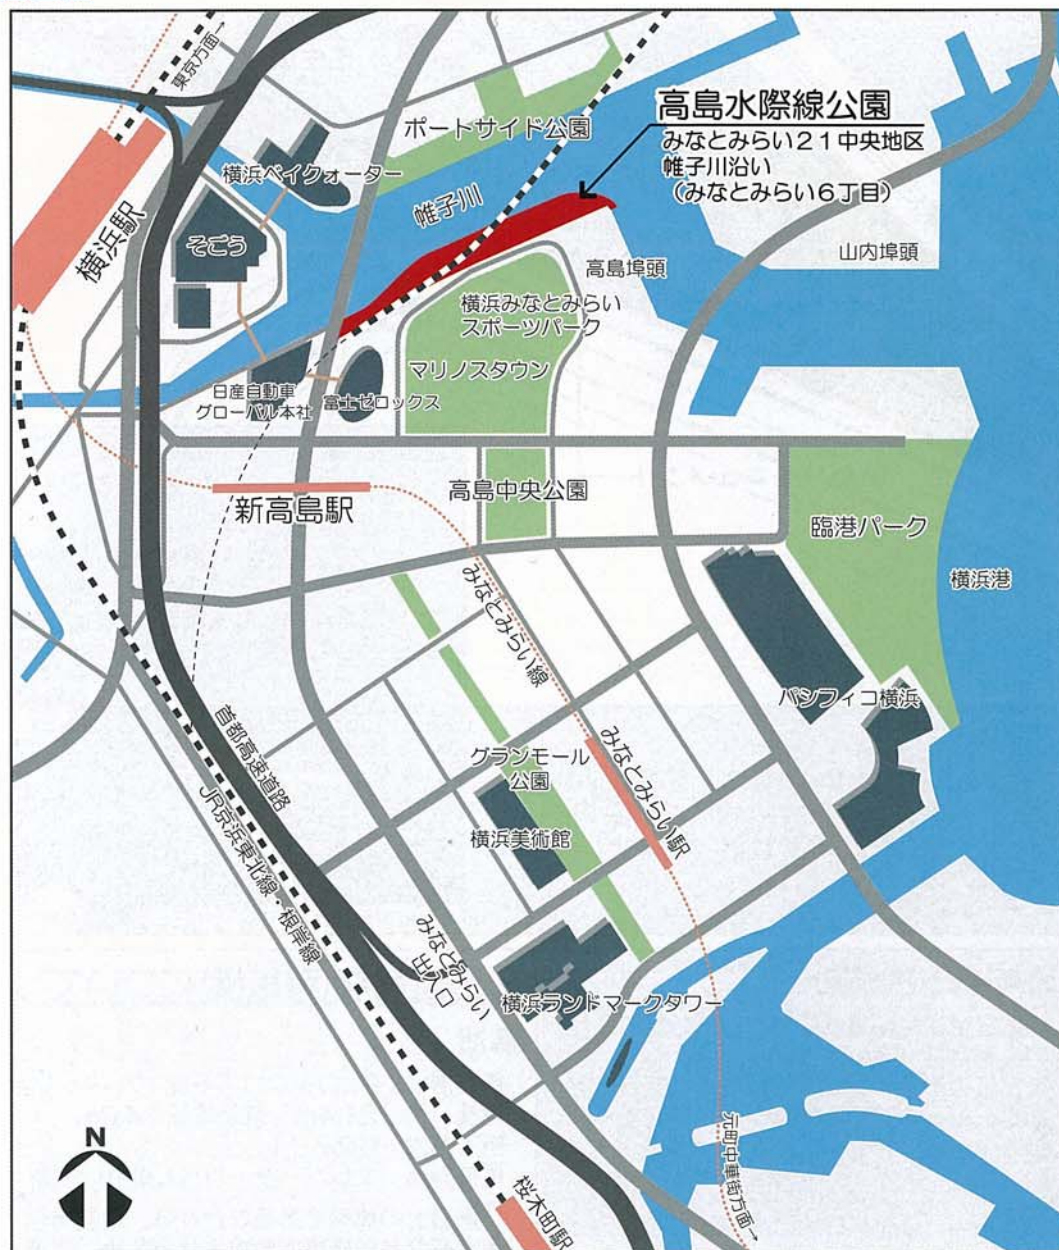 東京方面→
高島水際線公園
みなとみらい21中央地区
帷子川沿い
(みなとみらい6丁目)
ポートサイド公園
横浜ベイクォーター
帷子川
横浜駅
そごう
山内埠頭
高島埠頭
横浜みなとみらい
スポーツパーク
マリノスタウン
日産自動車
グローバル本社
富士ゼロックス
新高島駅
高島中央公園
臨港パーク
横浜港
みなとみらい線
パシフィコ横浜
首都高速道路
JR京浜東北線・根岸線
グランモール
公園
みなとみらい駅
横浜美術館
みなとみらい
出入口
横浜ランドマークタワー
元町中華街方面→
N
桜木町駅